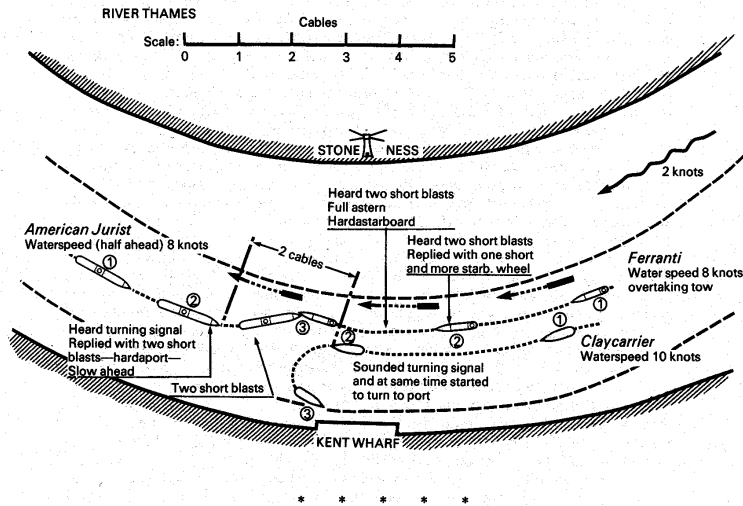 RIVER THAMES
Cables
Scale:
0 1 2 3 4 5
STONE NESS
2 knots
Heard two short blasts
Full astern
Hardastarboard
American Jurist
Waterspeed (half ahead) 8 knots
2 cables
Heard two short blasts
Replied with one short
and more starb. wheel
Ferranti
Water speed 8 knots
overtaking tow
①
②
③
②
②
①
①
Claycarrier
Waterspeed 10 knots
Heard turning signal
Replied with two short
blasts—hardaport—
Slow ahead
Two short blasts
Sounded turning signal
and at same time started
to turn to port
③
KENT WHARF
* * * * *